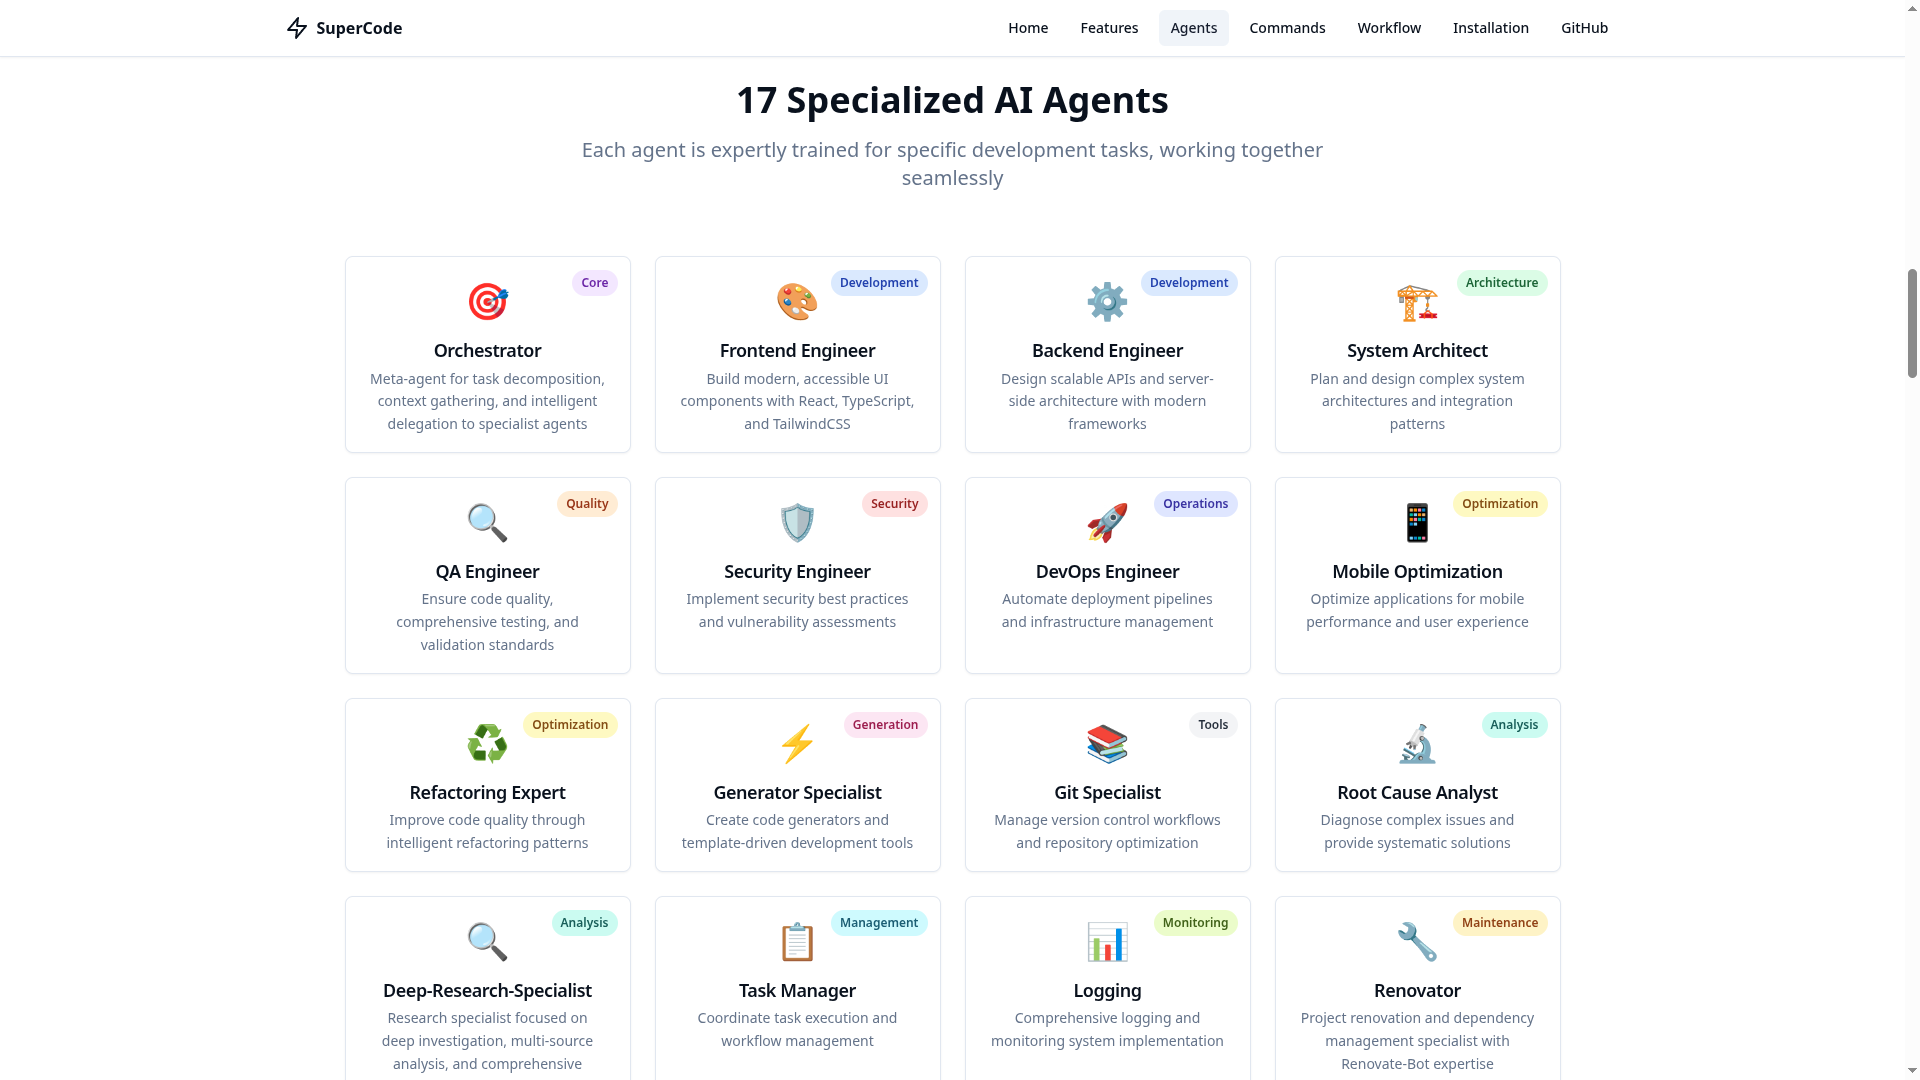 SuperCode
Home
Features
Agents
Commands
Workflow
Installation
GitHub
17 Specialized AI Agents
Each agent is expertly trained for specific development tasks, working together
seamlessly
Core
Orchestrator
Meta-agent for task decomposition,
context gathering, and intelligent
delegation to specialist agents
Development
Frontend Engineer
Build modern, accessible UI
components with React, TypeScript,
and TailwindCSS
Development
Backend Engineer
Design scalable APIs and server-
side architecture with modern
frameworks
Architecture
System Architect
Plan and design complex system
architectures and integration
patterns
Quality
QA Engineer
Ensure code quality,
comprehensive testing, and
validation standards
Security
Security Engineer
Implement security best practices
and vulnerability assessments
Operations
DevOps Engineer
Automate deployment pipelines
and infrastructure management
Optimization
Mobile Optimization
Optimize applications for mobile
performance and user experience
Optimization
Refactoring Expert
Improve code quality through
intelligent refactoring patterns
Generation
Generator Specialist
Create code generators and
template-driven development tools
Tools
Git Specialist
Manage version control workflows
and repository optimization
Analysis
Root Cause Analyst
Diagnose complex issues and
provide systematic solutions
Analysis
Deep-Research-Specialist
Research specialist focused on
deep investigation, multi-source
analysis, and comprehensive
Management
Task Manager
Coordinate task execution and
workflow management
Monitoring
Logging
Comprehensive logging and
monitoring system implementation
Maintenance
Renovator
Project renovation and dependency
management specialist with
Renovate-Bot expertise